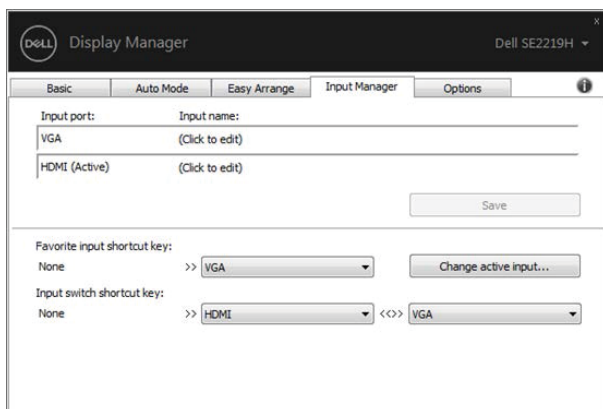 x
DELL Display Manager Dell SE2219H
Basic Auto Mode Easy Arrange Input Manager Options i
Input port: Input name:
VGA (Click to edit)
HDMI (Active) (Click to edit)
Save
Favorite input shortcut key:
None >> VGA Change active input...
Input switch shortcut key:
None >> HDMI <<>> VGA